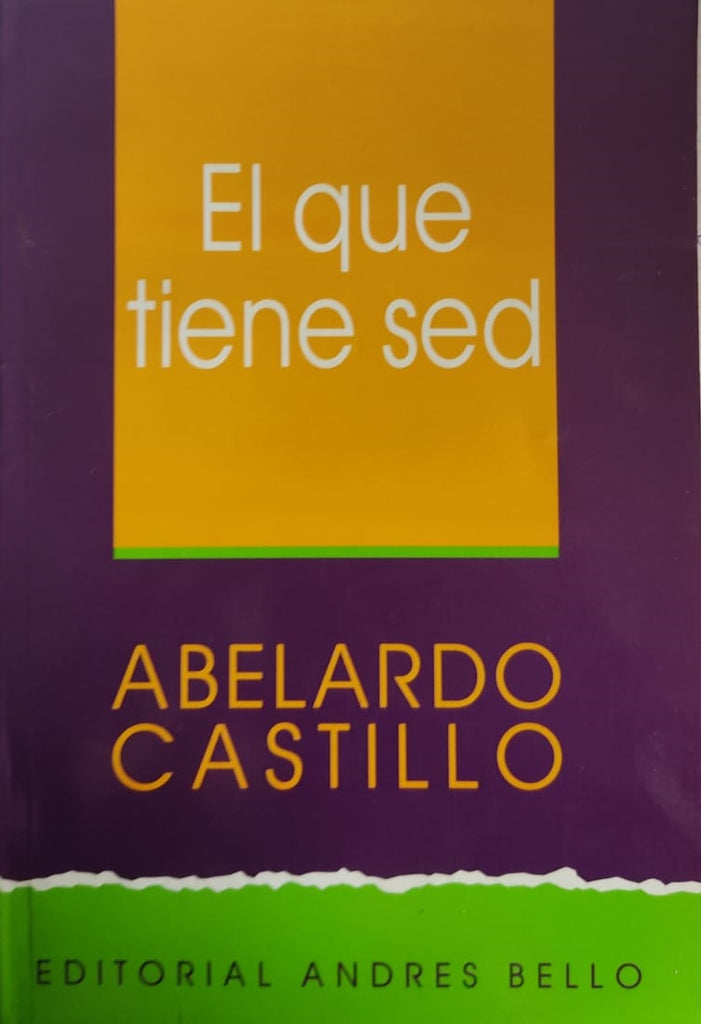 El que
tiene sed
ABELARDO
CASTILLO
EDITORIAL ANDRES BELLO